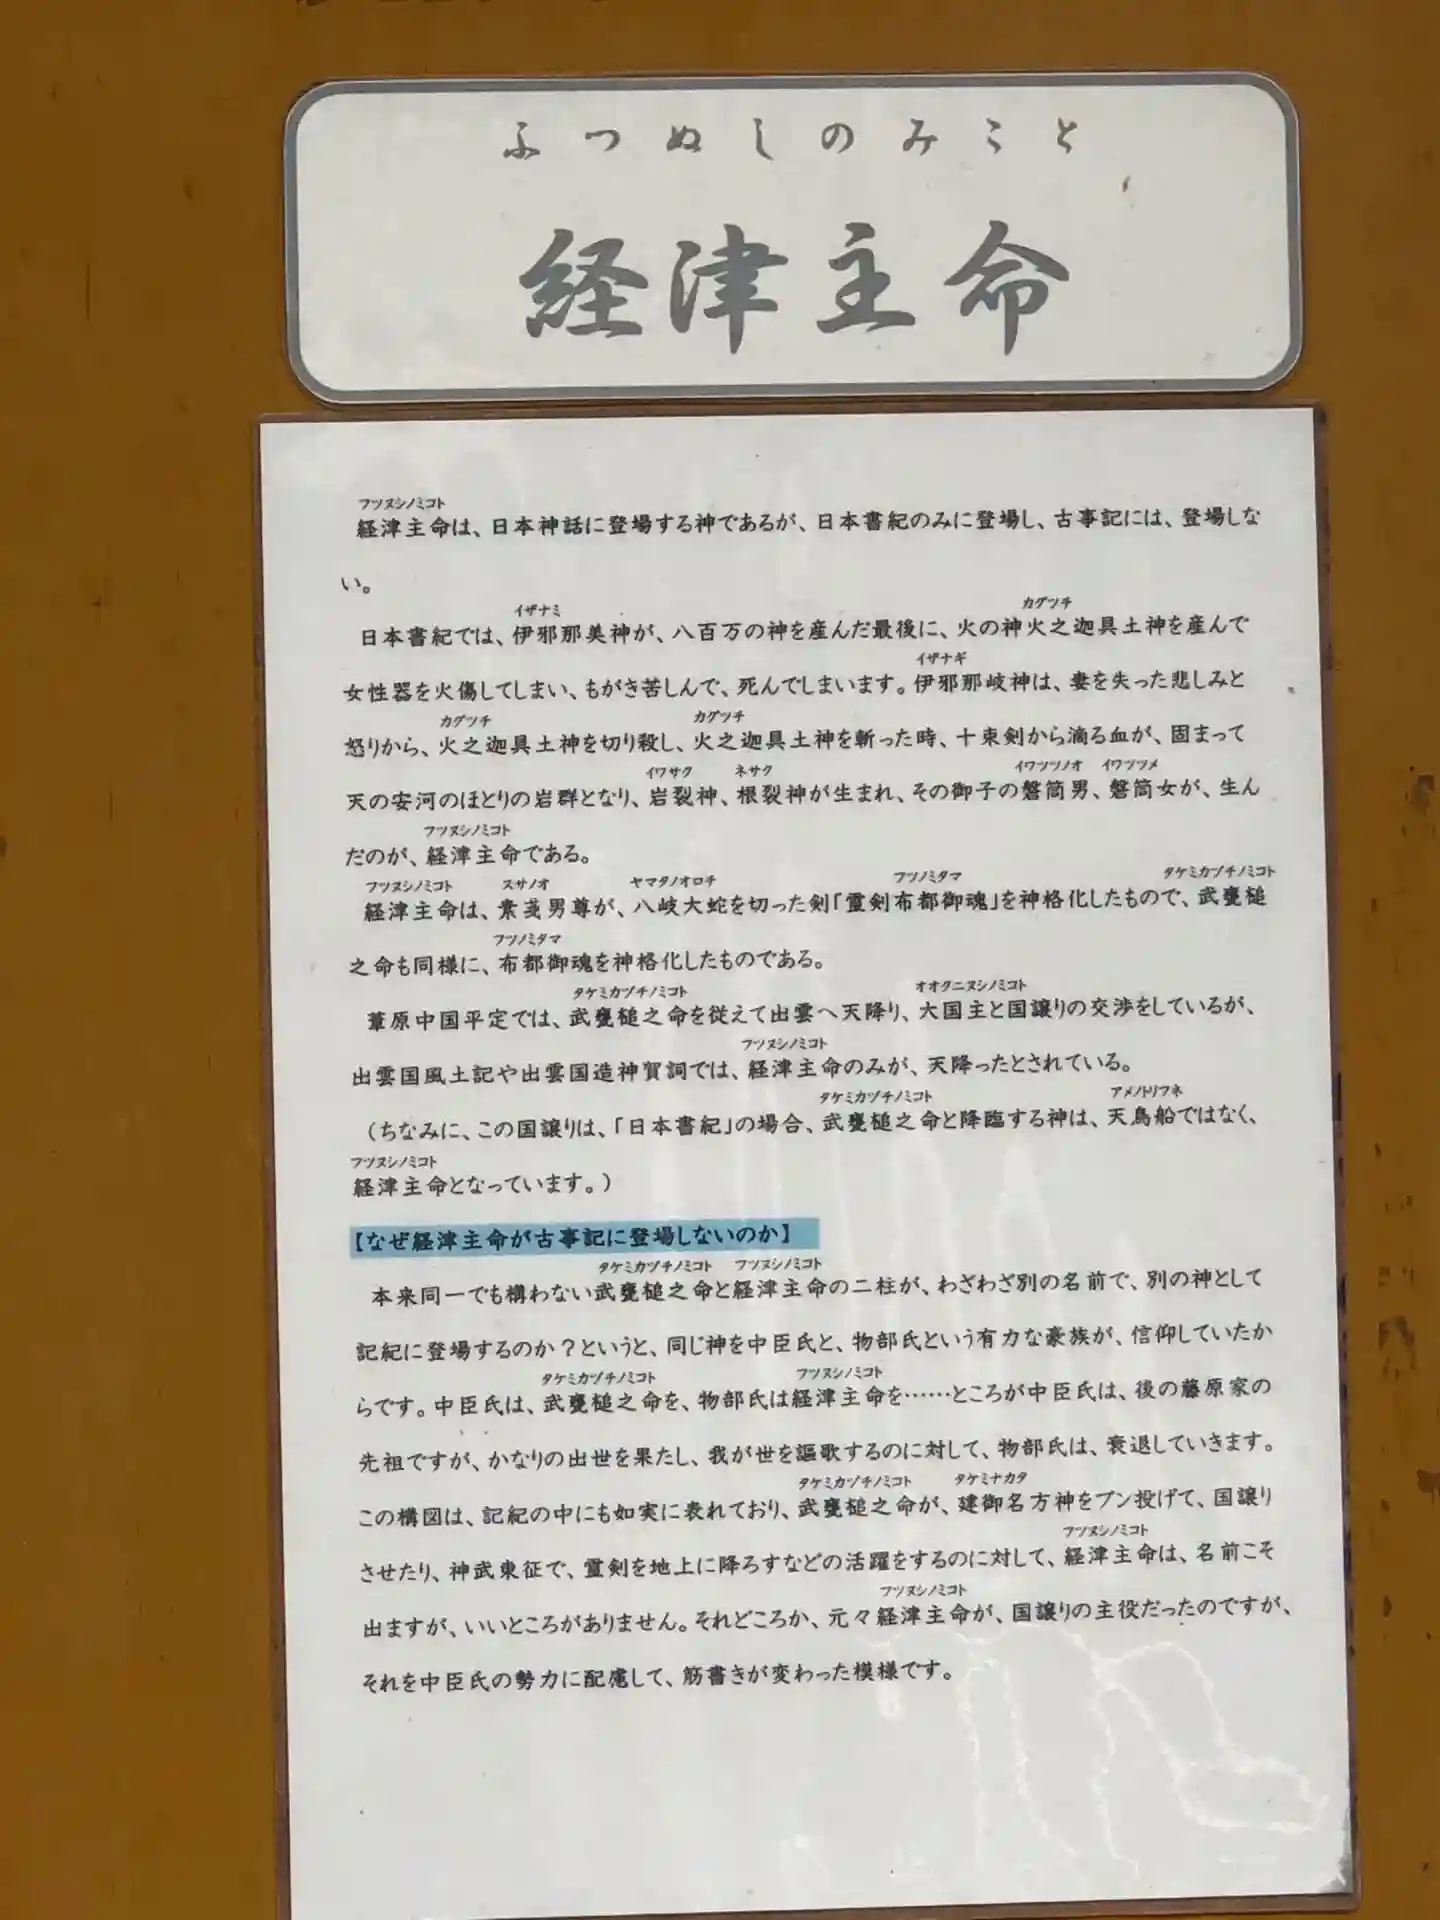 ふつぬしのみこと
経津主命
フツヌシノミコト
経津主命は、日本神話に登場する神であるが、日本書紀のみに登場し、古事記には、登場しな
い。
イザナミ カグツチ
日本書紀では、伊邪那美神が、八百万の神を産んだ最後に、火の神火之迦具土神を産んで
イザナギ
女性器を火傷してしまい、もがき苦しんで、死んでしまいます。伊邪那岐神は、妻を失った悲しみと
カグツチ カグツチ
怒りから、火之迦具土神を切り殺し、火之迦具土神を斬った時、十束剣から滴る血が、固まって
イワサク ネサク イワツツノオ イワツツメ
天の安河のほとりの岩群となり、岩裂神、根裂神が生まれ、その御子の磐筒男、磐筒女が、生ん
フツヌシノミコト
だのが、経津主命である。
フツヌシノミコト スサノオ ヤマタノオロチ フツノミタマ タケミカヅチノミコト
経津主命は、素戔男尊が、八岐大蛇を切った剣「霊剣布都御魂」を神格化したもので、武甕槌
フツノミタマ
之命も同様に、布都御魂を神格化したものである。
タケミカヅチノミコト オオクニヌシノミコト
葦原中国平定では、武甕槌之命を従えて出雲へ天降り、大国主と国譲りの交渉をしているが、
フツヌシノミコト
出雲国風土記や出雲国造神賀詞では、経津主命のみが、天降ったとされている。
タケミカヅチノミコト アメノトリフネ
（ちなみに、この国譲りは、「日本書紀」の場合、武甕槌之命と降臨する神は、天鳥船ではなく、
フツヌシノミコト
経津主命となっています。）
【なぜ経津主命が古事記に登場しないのか】
タケミカヅチノミコト フツヌシノミコト
本来同一でも構わない武甕槌之命と経津主命の二柱が、わざわざ別の名前で、別の神として
記紀に登場するのか？というと、同じ神を中臣氏と、物部氏という有力な豪族が、信仰していたか
タケミカヅチノミコト フツヌシノミコト
らです。中臣氏は、武甕槌之命を、物部氏は経津主命を……ところが中臣氏は、後の藤原家の
先祖ですが、かなりの出世を果たし、我が世を謳歌するのに対して、物部氏は、衰退していきます。
タケミカヅチノミコト タケミナカタ
この構図は、記紀の中にも如実に表れており、武甕槌之命が、建御名方神をブン投げて、国譲り
フツヌシノミコト
させたり、神武東征で、霊剣を地上に降ろすなどの活躍をするのに対して、経津主命は、名前こそ
フツヌシノミコト
出ますが、いいところがありません。それどころか、元々経津主命が、国譲りの主役だったのですが、
それを中臣氏の勢力に配慮して、筋書きが変わった模様です。